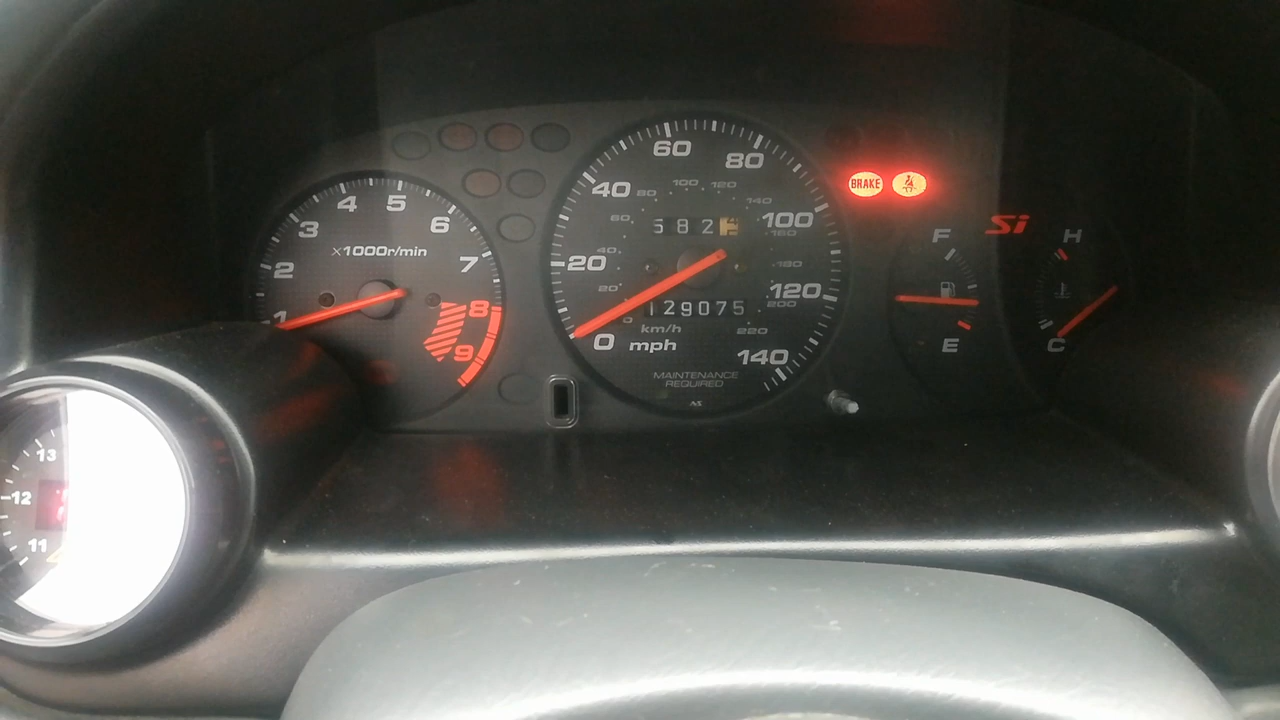 60 80
40 100 120
80 140
4 5
3 6
60 582 100
x1000r/min 160
2 7
40
20 180
20 120
8 129075 200
1 0
km/h 220
9 0 mph 140
MAINTENANCE
REQUIRED
BRAKE
Si
F H
E C
13
12
11